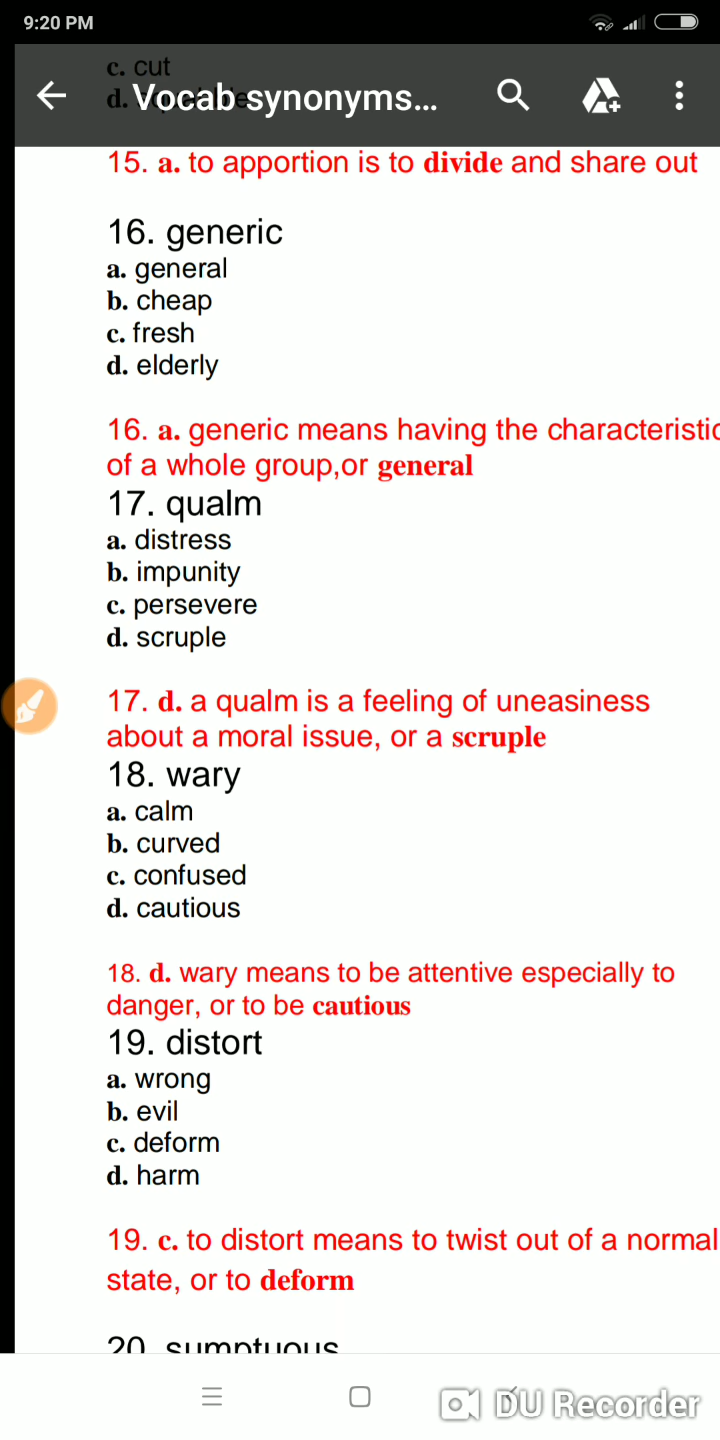 9:20 PM
c. cut
d.
Vocab synonyms...
15. a. to apportion is to divide and share out
16. generic
a. general
b. cheap
c. fresh
d. elderly
16. a. generic means having the characteristic
of a whole group,or general
17. qualm
a. distress
b. impunity
c. persevere
d. scruple
17. d. a qualm is a feeling of uneasiness
about a moral issue, or a scruple
18. wary
a. calm
b. curved
c. confused
d. cautious
18. d. wary means to be attentive especially to
danger, or to be cautious
19. distort
a. wrong
b. evil
c. deform
d. harm
19. c. to distort means to twist out of a normal
state, or to deform
20. sumptuous
DU Recorder